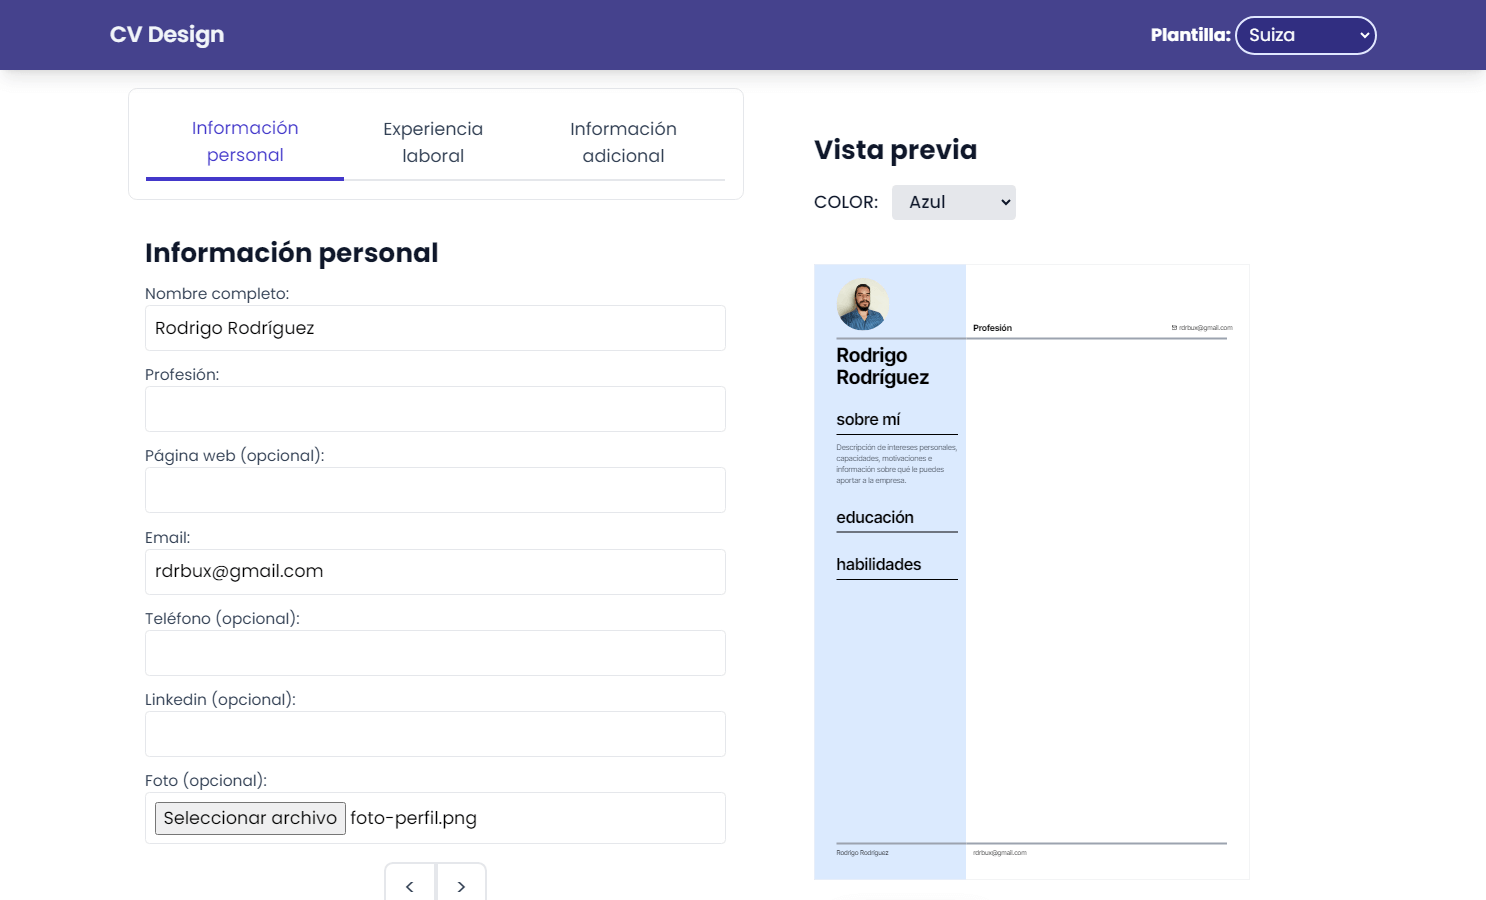 CV Design
Plantilla: Suiza
Información personal
Experiencia laboral
Información adicional
Información personal
Nombre completo:
Rodrigo Rodríguez
Profesión:
Página web (opcional):
Email:
rdrbux@gmail.com
Teléfono (opcional):
Linkedin (opcional):
Foto (opcional):
Seleccionar archivo foto-perfil.png
< >
Vista previa
COLOR: Azul
Profesión
rdrbux@gmail.com
Rodrigo
Rodríguez
sobre mí
Descripción de intereses personales,
capacidades, motivaciones e
información sobre qué le puedes
aportar a la empresa.
educación
habilidades
Rodrigo Rodríguez
rdrbux@gmail.com